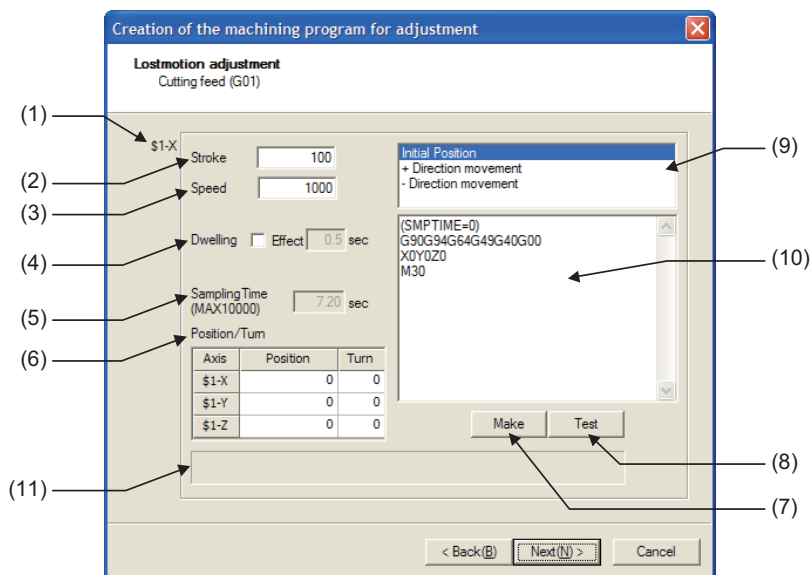 Creation of the machining program for adjustment
Lostmotion adjustment
Cutting feed (G01)
(1)
$1-X
(2)
Stroke
100
(3)
Speed
1000
(4)
Dwelling
Effect
0.5
sec
(5)
Sampling Time
(MAX10000)
7.20
sec
(6)
Position/Turn
Axis Position Turn
$1-X 0 0
$1-Y 0 0
$1-Z 0 0
Initial Position
+ Direction movement
- Direction movement
(9)
(SMPTIME=0)
G90G94G64G49G40G00
X0Y0Z0
M30
(10)
Make
Test
(8)
(7)
(11)
< Back(B)
Next(N) >
Cancel